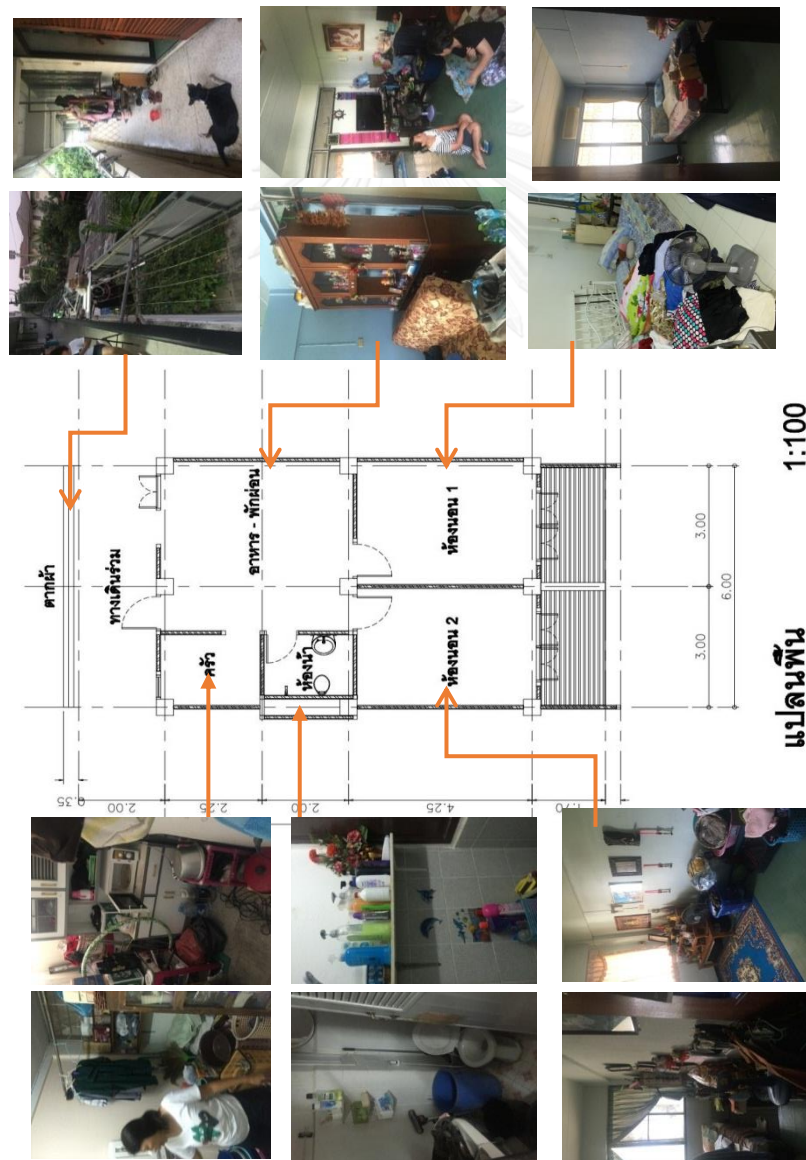 ตากผ้า
ทางเดินร่วม
ครัว
อาหาร - พักผ่อน
ห้องน้ำ
ห้องนอน 2
ห้องนอน 1
0.35
2.00
2.25
2.00
4.25
1.70
3.00
3.00
6.00
แปลนพื้น 1:100